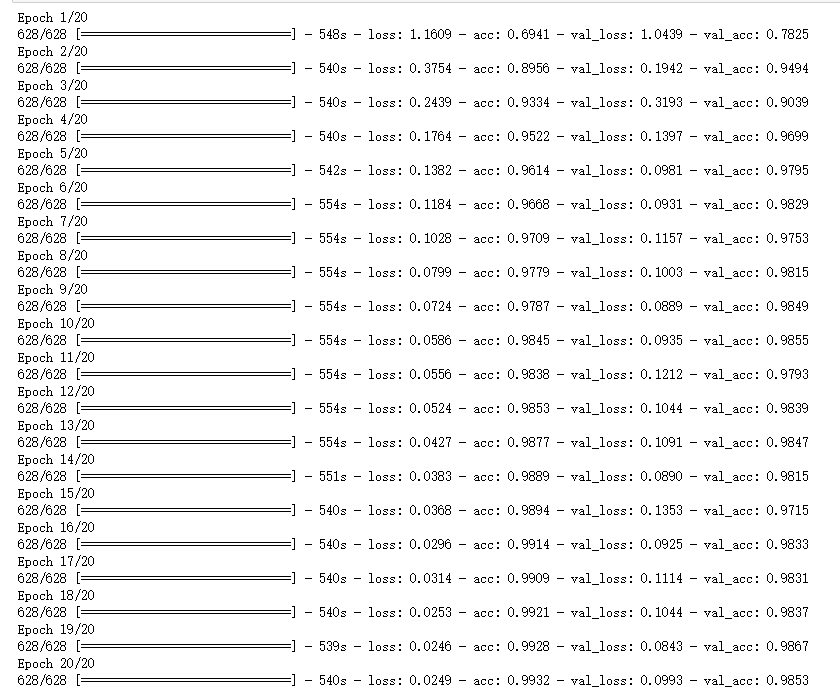 Epoch 1/20
628/628 [==============================] - 548s - loss: 1.1609 - acc: 0.6941 - val_loss: 1.0439 - val_acc: 0.7825
Epoch 2/20
628/628 [==============================] - 540s - loss: 0.3754 - acc: 0.8956 - val_loss: 0.1942 - val_acc: 0.9494
Epoch 3/20
628/628 [==============================] - 540s - loss: 0.2439 - acc: 0.9334 - val_loss: 0.3193 - val_acc: 0.9039
Epoch 4/20
628/628 [==============================] - 540s - loss: 0.1764 - acc: 0.9522 - val_loss: 0.1397 - val_acc: 0.9699
Epoch 5/20
628/628 [==============================] - 542s - loss: 0.1382 - acc: 0.9614 - val_loss: 0.0981 - val_acc: 0.9795
Epoch 6/20
628/628 [==============================] - 554s - loss: 0.1184 - acc: 0.9668 - val_loss: 0.0931 - val_acc: 0.9829
Epoch 7/20
628/628 [==============================] - 554s - loss: 0.1028 - acc: 0.9709 - val_loss: 0.1157 - val_acc: 0.9753
Epoch 8/20
628/628 [==============================] - 554s - loss: 0.0799 - acc: 0.9779 - val_loss: 0.1003 - val_acc: 0.9815
Epoch 9/20
628/628 [==============================] - 554s - loss: 0.0724 - acc: 0.9787 - val_loss: 0.0889 - val_acc: 0.9849
Epoch 10/20
628/628 [==============================] - 554s - loss: 0.0586 - acc: 0.9845 - val_loss: 0.0935 - val_acc: 0.9855
Epoch 11/20
628/628 [==============================] - 554s - loss: 0.0556 - acc: 0.9838 - val_loss: 0.1212 - val_acc: 0.9793
Epoch 12/20
628/628 [==============================] - 554s - loss: 0.0524 - acc: 0.9853 - val_loss: 0.1044 - val_acc: 0.9839
Epoch 13/20
628/628 [==============================] - 554s - loss: 0.0427 - acc: 0.9877 - val_loss: 0.1091 - val_acc: 0.9847
Epoch 14/20
628/628 [==============================] - 551s - loss: 0.0383 - acc: 0.9889 - val_loss: 0.0890 - val_acc: 0.9815
Epoch 15/20
628/628 [==============================] - 540s - loss: 0.0368 - acc: 0.9894 - val_loss: 0.1353 - val_acc: 0.9715
Epoch 16/20
628/628 [==============================] - 540s - loss: 0.0296 - acc: 0.9914 - val_loss: 0.0925 - val_acc: 0.9833
Epoch 17/20
628/628 [==============================] - 540s - loss: 0.0314 - acc: 0.9909 - val_loss: 0.1114 - val_acc: 0.9831
Epoch 18/20
628/628 [==============================] - 540s - loss: 0.0253 - acc: 0.9921 - val_loss: 0.1044 - val_acc: 0.9837
Epoch 19/20
628/628 [==============================] - 539s - loss: 0.0246 - acc: 0.9928 - val_loss: 0.0843 - val_acc: 0.9867
Epoch 20/20
628/628 [==============================] - 540s - loss: 0.0249 - acc: 0.9932 - val_loss: 0.0993 - val_acc: 0.9853